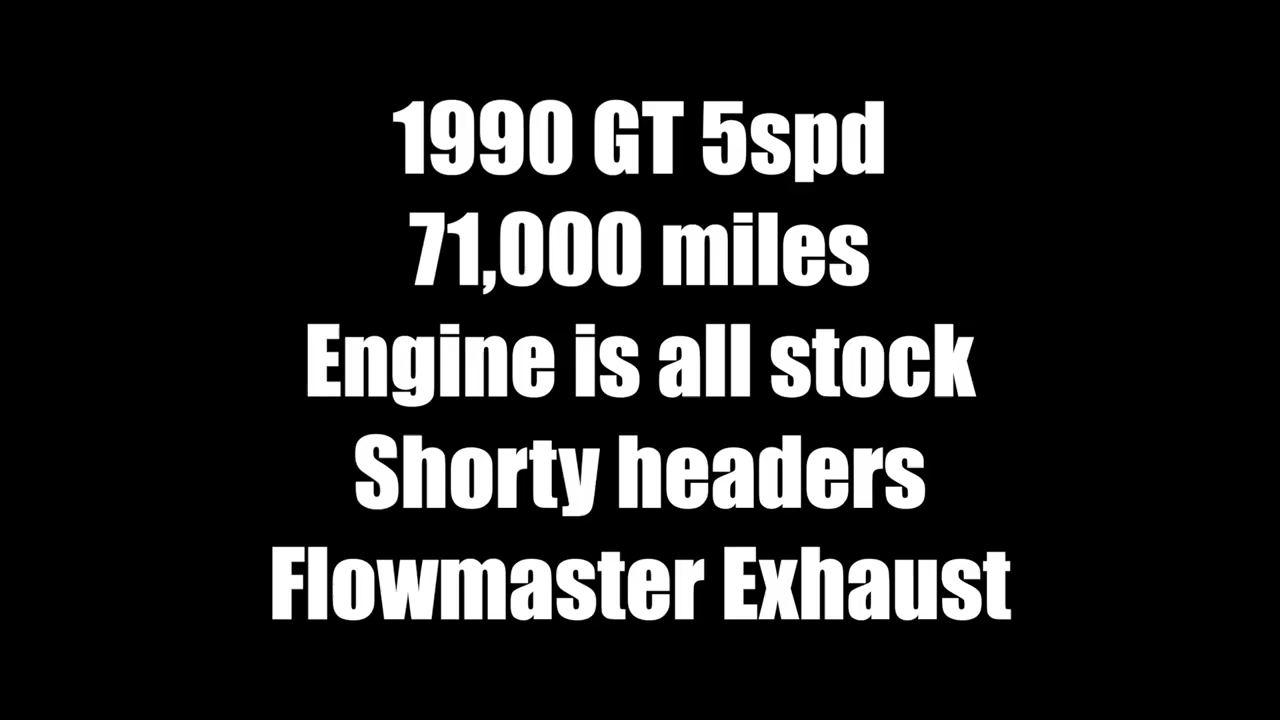 1990 GT 5spd
71,000 miles
Engine is all stock
Shorty headers
Flowmaster Exhaust